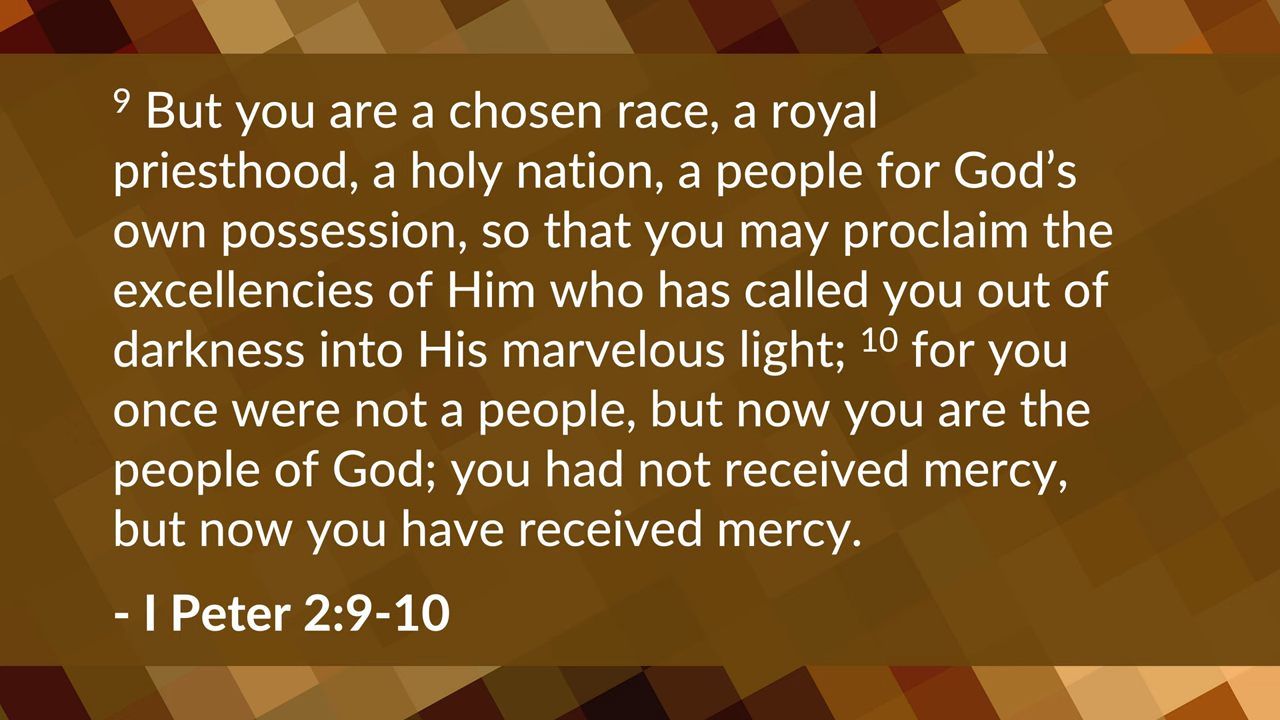 9 But you are a chosen race, a royal
priesthood, a holy nation, a people for God’s
own possession, so that you may proclaim the
excellencies of Him who has called you out of
darkness into His marvelous light; 10 for you
once were not a people, but now you are the
people of God; you had not received mercy,
but now you have received mercy.
- I Peter 2:9-10